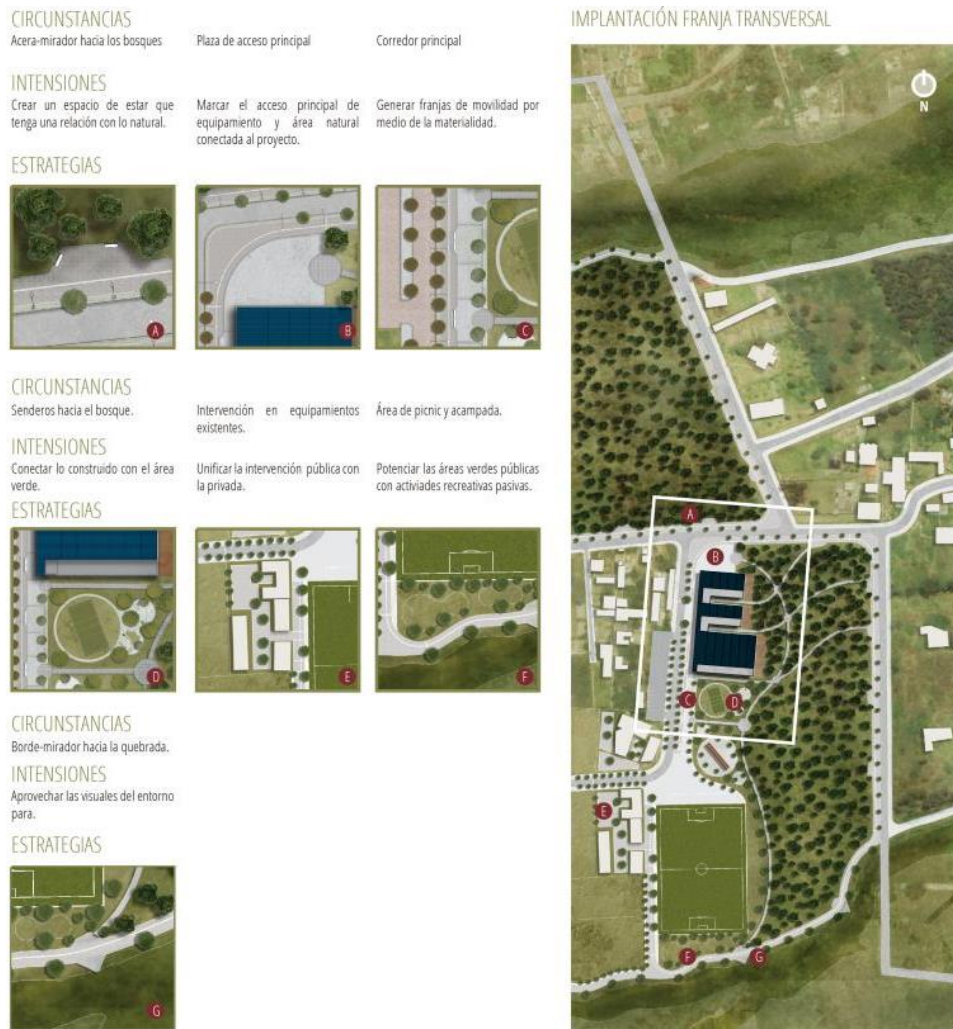 CIRCUNSTANCIAS
Acera-mirador hacia los bosques
Plaza de acceso principal
Corredor principal
INTENSIONES
Crear un espacio de estar que
tenga una relación con lo natural.
Marcar el acceso principal de
equipamiento y área natural
conectada al proyecto.
Generar franjas de movilidad por
medio de la materialidad.
ESTRATEGIAS
A
B
C
CIRCUNSTANCIAS
Senderos hacia el bosque.
Intervención en equipamientos
existentes.
Área de picnic y acampada.
INTENSIONES
Conectar lo construido con el área
verde.
Unificar la intervención pública con
la privada.
Potenciar las áreas verdes públicas
con activiades recreativas pasivas.
ESTRATEGIAS
D
E
F
CIRCUNSTANCIAS
Borde-mirador hacia la quebrada.
INTENSIONES
Aprovechar las visuales del entorno
para.
ESTRATEGIAS
G
IMPLANTACIÓN FRANJA TRANSVERSAL
N
A
B
C
D
E
F
G